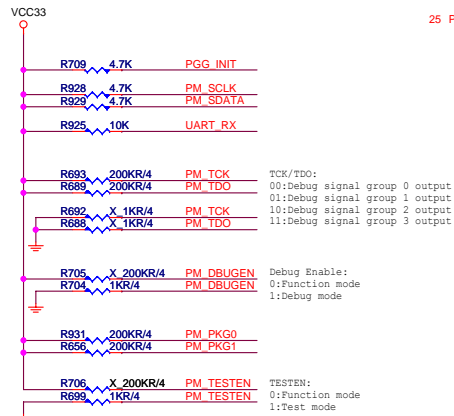 VCC33
25 P
R709 4.7K PGG_INIT
R928 4.7K PM_SCLK
R929 4.7K PM_SDATA
R925 10K UART_RX
R693 200KR/4 PM_TCK TCK/TDO:
R689 200KR/4 PM_TDO 00:Debug signal group 0 output
01:Debug signal group 1 output
R692 X_1KR/4 PM_TCK 10:Debug signal group 2 output
R688 X_1KR/4 PM_TDO 11:Debug signal group 3 output
R705 X_200KR/4 PM_DBUGEN Debug Enable:
0:Function mode
R704 1KR/4 PM_DBUGEN 1:Debug mode
R931 200KR/4 PM_PKG0
R656 200KR/4 PM_PKG1
R706 X_200KR/4 PM_TESTEN TESTEN:
R699 1KR/4 PM_TESTEN 0:Function mode
1:Test mode